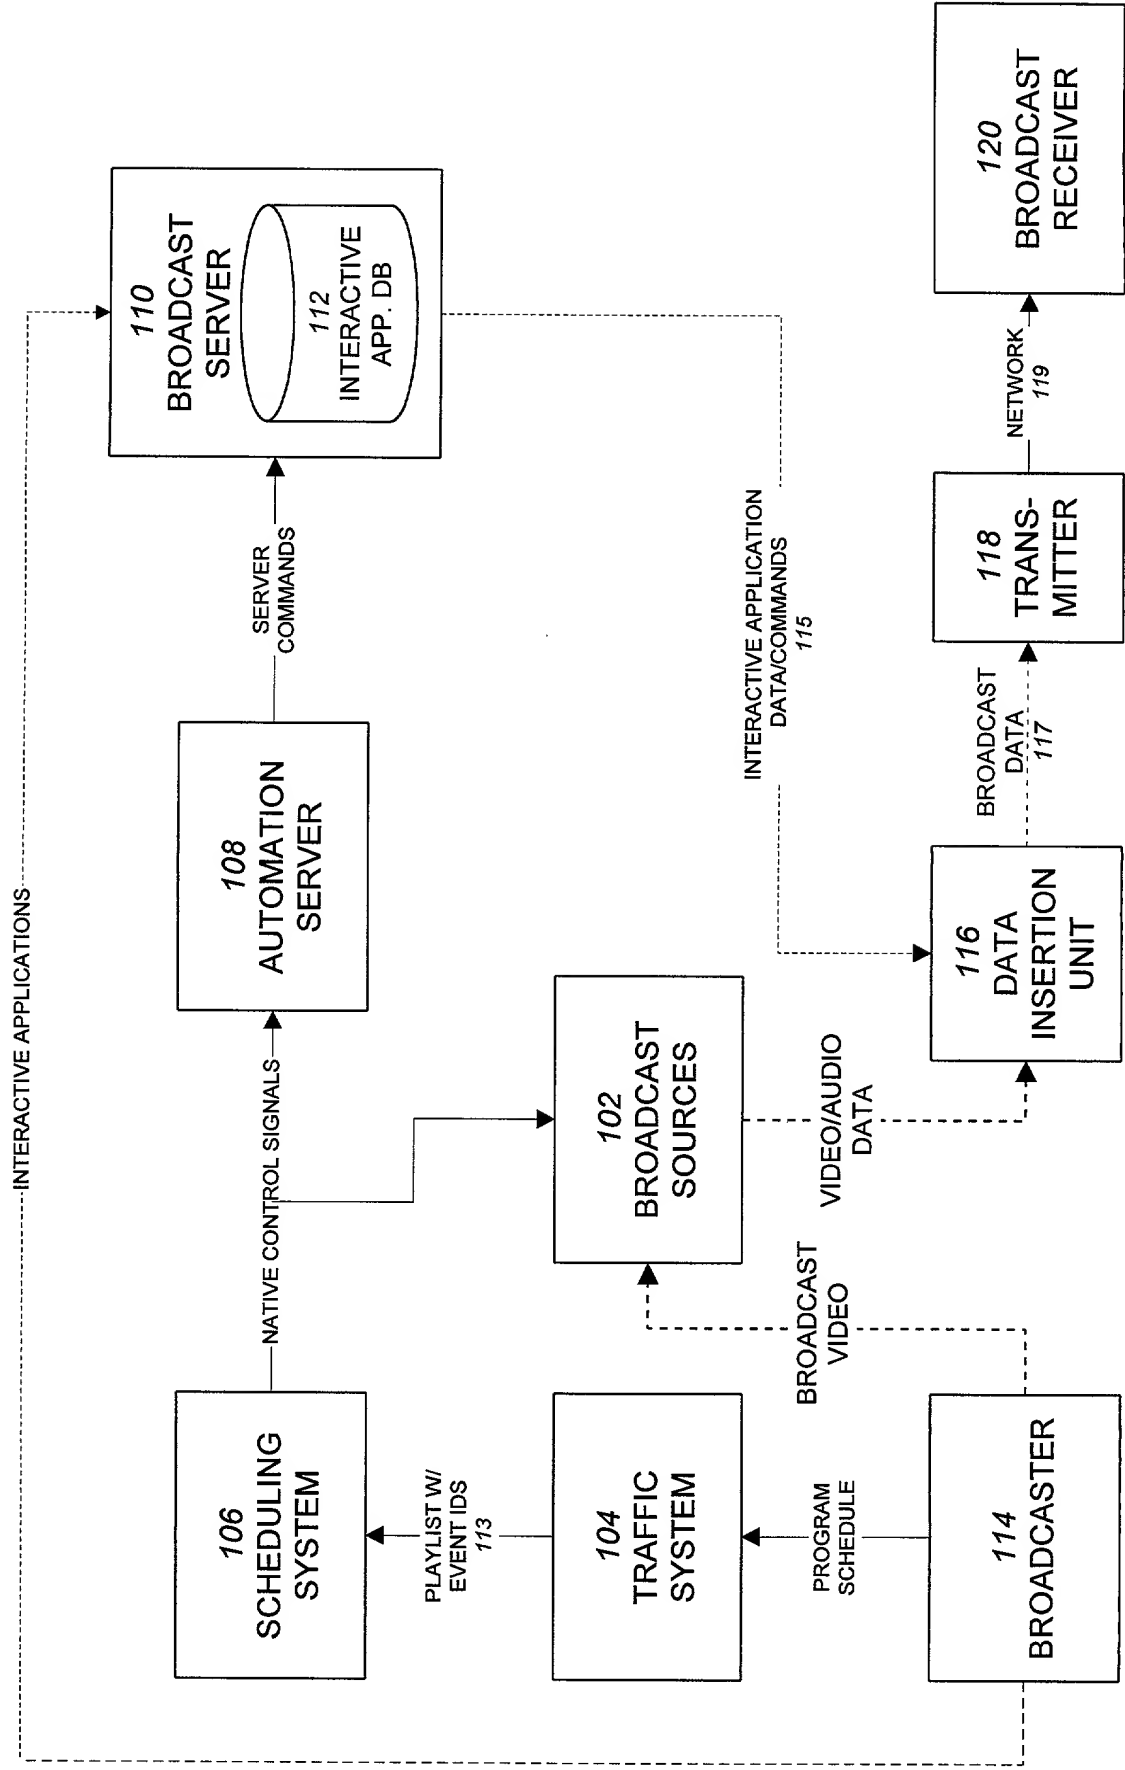 INTERACTIVE APPLICATIONS
106
SCHEDULING
SYSTEM
NATIVE CONTROL SIGNALS
108
AUTOMATION
SERVER
SERVER
COMMANDS
110
BROADCAST
SERVER
112
INTERACTIVE
APP. DB
PLAYLIST W/
EVENT IDS
113
104
TRAFFIC
SYSTEM
102
BROADCAST
SOURCES
INTERACTIVE APPLICATION
DATA/COMMANDS
115
PROGRAM
SCHEDULE
BROADCAST
VIDEO
VIDEO/AUDIO
DATA
114
BROADCASTER
116
DATA
INSERTION
UNIT
BROADCAST
DATA
117
118
TRANS-
MITTER
NETWORK
119
120
BROADCAST
RECEIVER